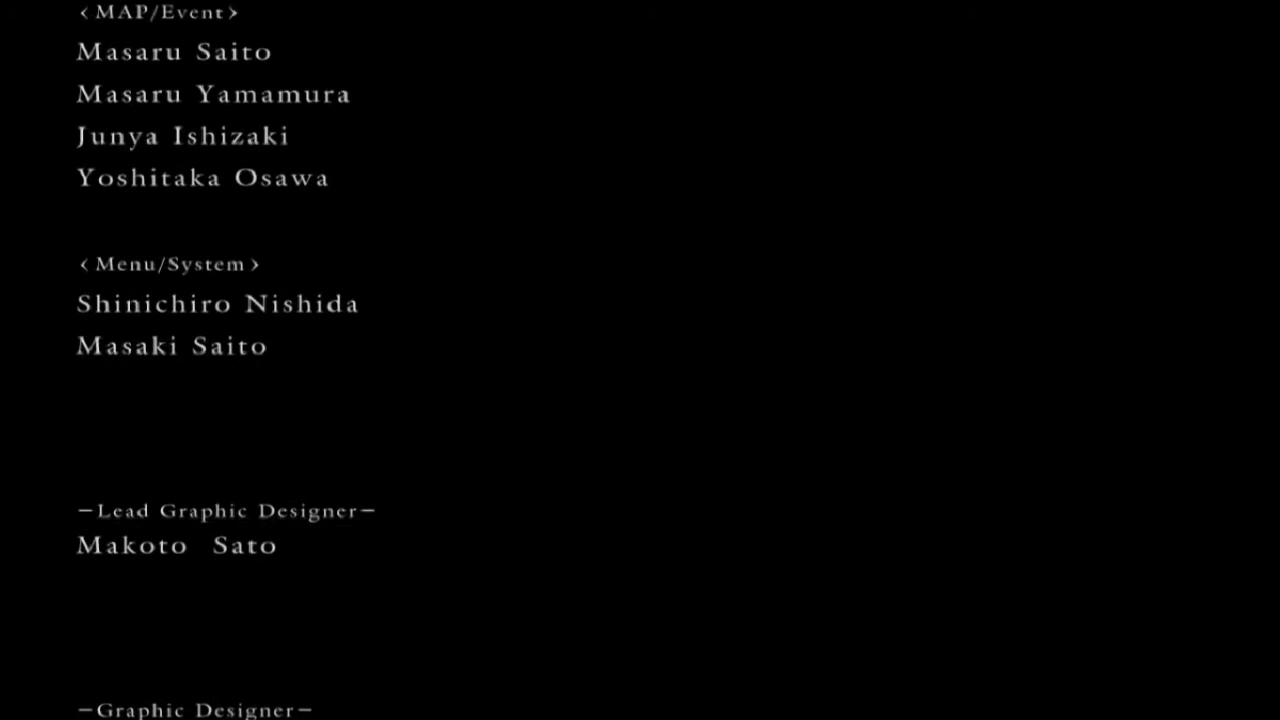 ＜MAP/Event＞
Masaru Saito
Masaru Yamamura
Junya Ishizaki
Yoshitaka Osawa
＜Menu/System＞
Shinichiro Nishida
Masaki Saito
－Lead Graphic Designer－
Makoto Sato
－Graphic Designer－